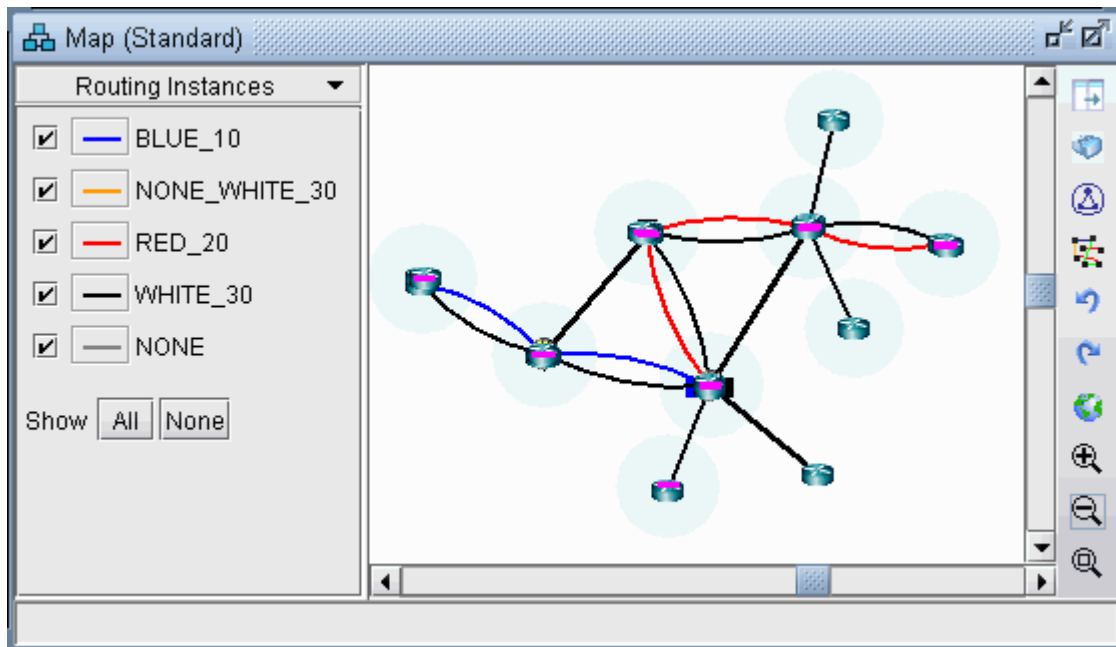 Map (Standard)
Routing Instances
BLUE_10
NONE_WHITE_30
RED_20
WHITE_30
NONE
Show All None